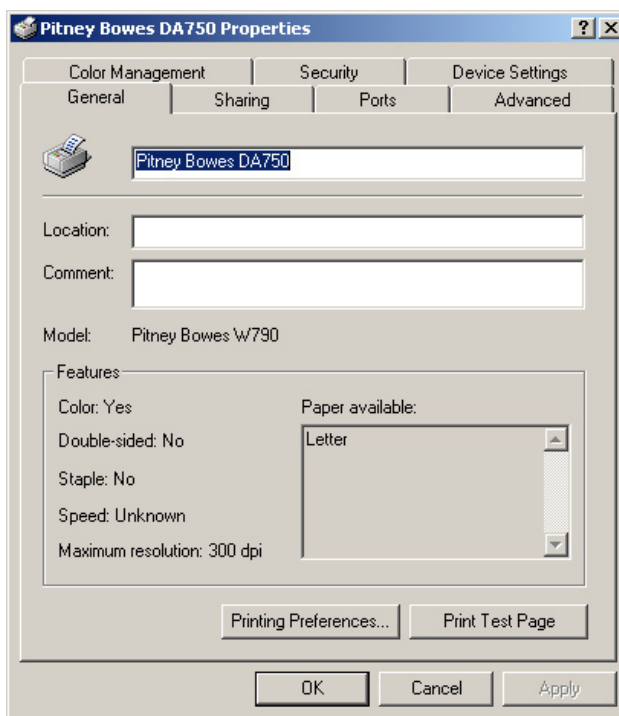 Pitney Bowes DA750 Properties
Color Management Security Device Settings
General Sharing Ports Advanced
Pitney Bowes DA750
Location:
Comment:
Model: Pitney Bowes W790
Features
Color: Yes
Paper available:
Double-sided: No
Letter
Staple: No
Speed: Unknown
Maximum resolution: 300 dpi
Printing Preferences... Print Test Page
OK Cancel Apply